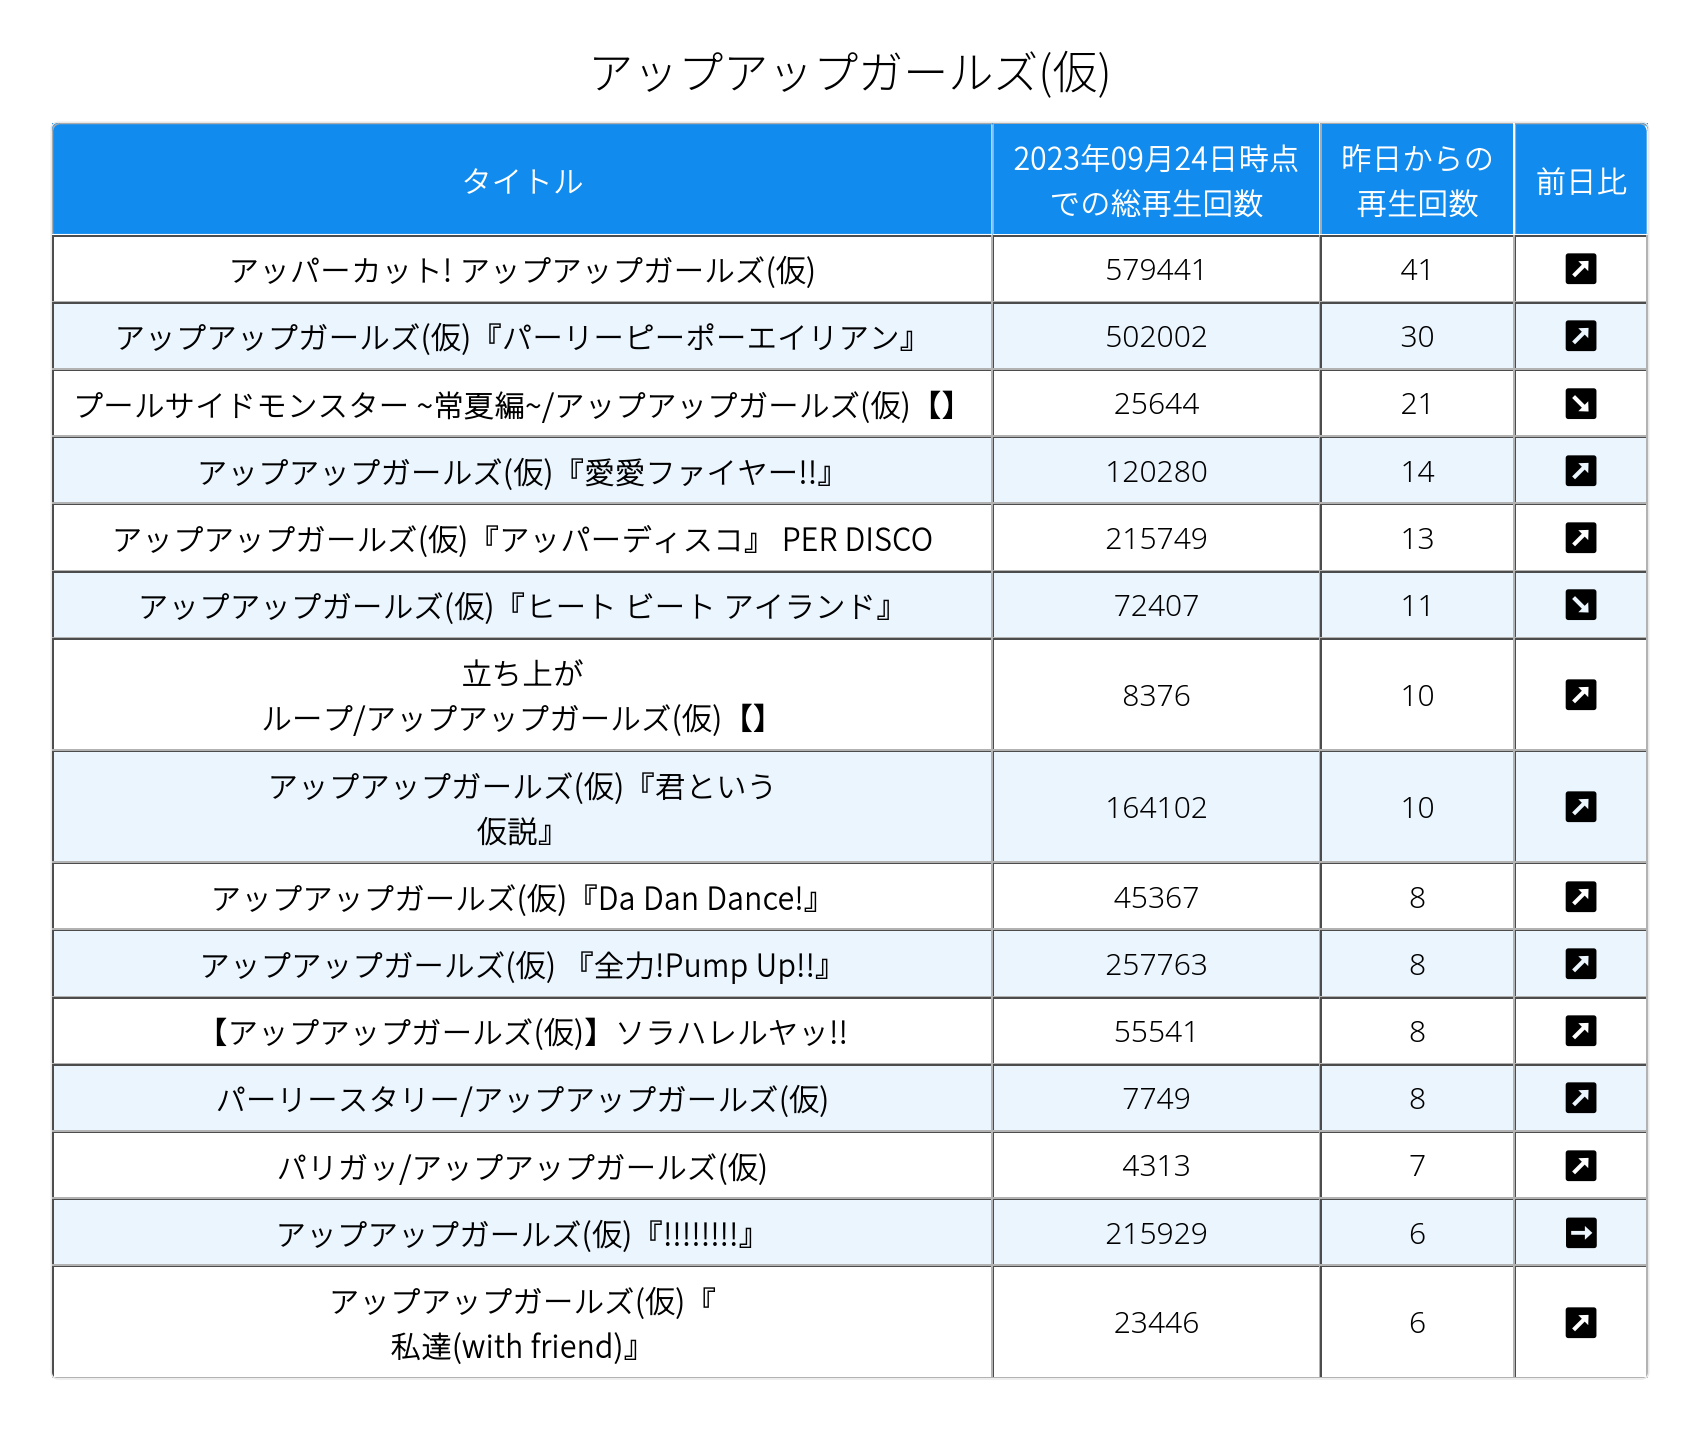 アップアップガールズ(仮)
タイトル 2023年09月24日時点 昨日からの 前日比
での総再生回数 再生回数
アッパーカット! アップアップガールズ(仮) 579441 41 ↗
アップアップガールズ(仮)『パーリーピーポーエイリアン』 502002 30 ↗
プールサイドモンスター ~常夏編~/アップアップガールズ(仮)【】 25644 21 ↘
アップアップガールズ(仮)『愛愛ファイヤー!!』 120280 14 ↗
アップアップガールズ(仮)『アッパーディスコ』 PER DISCO 215749 13 ↗
アップアップガールズ(仮)『ヒート ビート アイランド』 72407 11 ↘
立ち上が
ループ/アップアップガールズ(仮)【】 8376 10 ↗
アップアップガールズ(仮)『君という
仮説』 164102 10 ↗
アップアップガールズ(仮)『Da Dan Dance!』 45367 8 ↗
アップアップガールズ(仮) 『全力!Pump Up!!』 257763 8 ↗
【アップアップガールズ(仮)】ソラハレルヤッ!! 55541 8 ↗
パーリースタリー/アップアップガールズ(仮) 7749 8 ↗
パリガッ/アップアップガールズ(仮) 4313 7 ↗
アップアップガールズ(仮)『!!!!!!!!』 215929 6 →
アップアップガールズ(仮)『
私達(with friend)』 23446 6 ↗